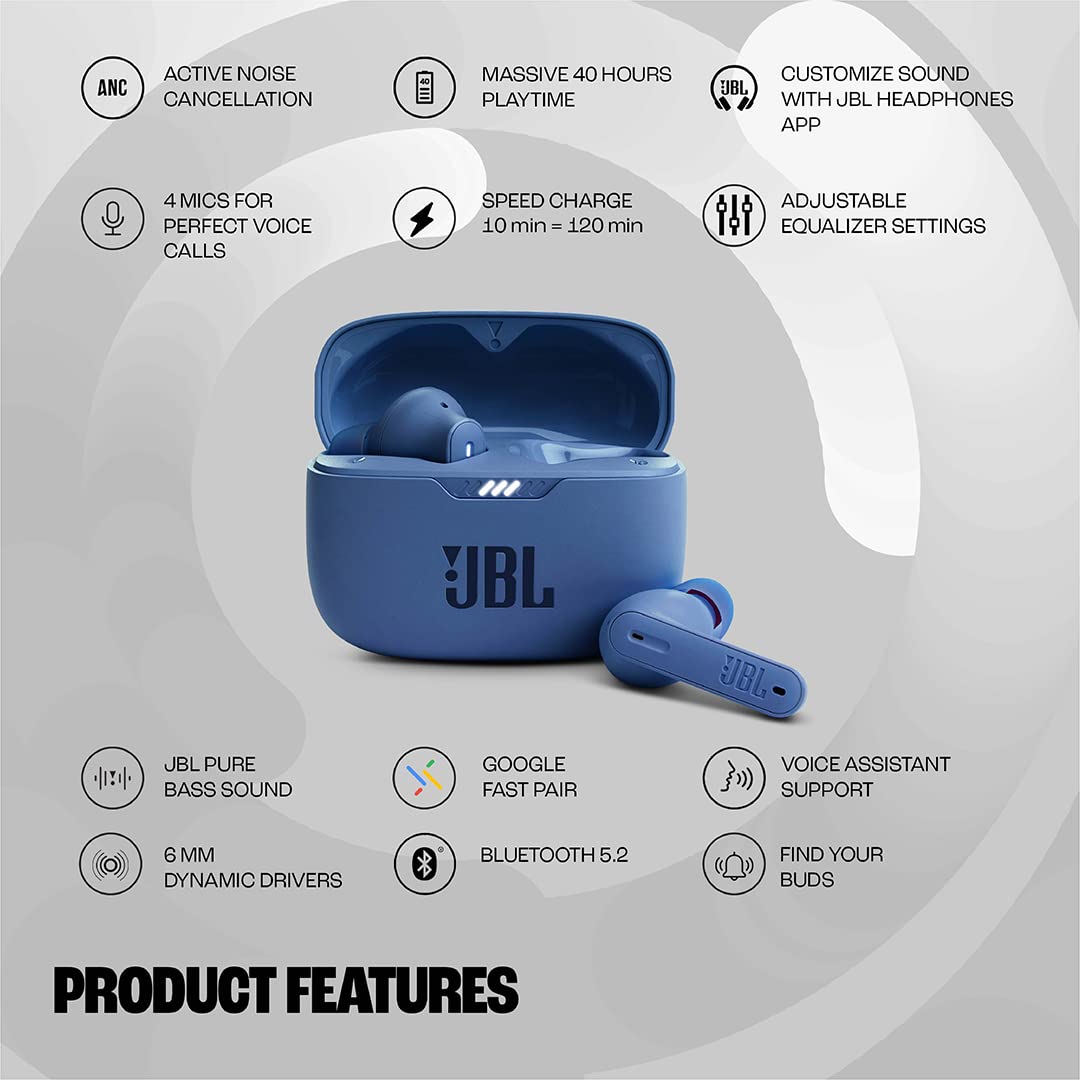 ANC
ACTIVE NOISE
CANCELLATION
40
MASSIVE 40 HOURS
PLAYTIME
JBL
CUSTOMIZE SOUND
WITH JBL HEADPHONES
APP
4 MICS FOR
PERFECT VOICE
CALLS
SPEED CHARGE
10 min = 120 min
ADJUSTABLE
EQUALIZER SETTINGS
JBL
JBL
JBL PURE
BASS SOUND
GOOGLE
FAST PAIR
VOICE ASSISTANT
SUPPORT
6 MM
DYNAMIC DRIVERS
BLUETOOTH 5.2
FIND YOUR
BUDS
PRODUCT FEATURES